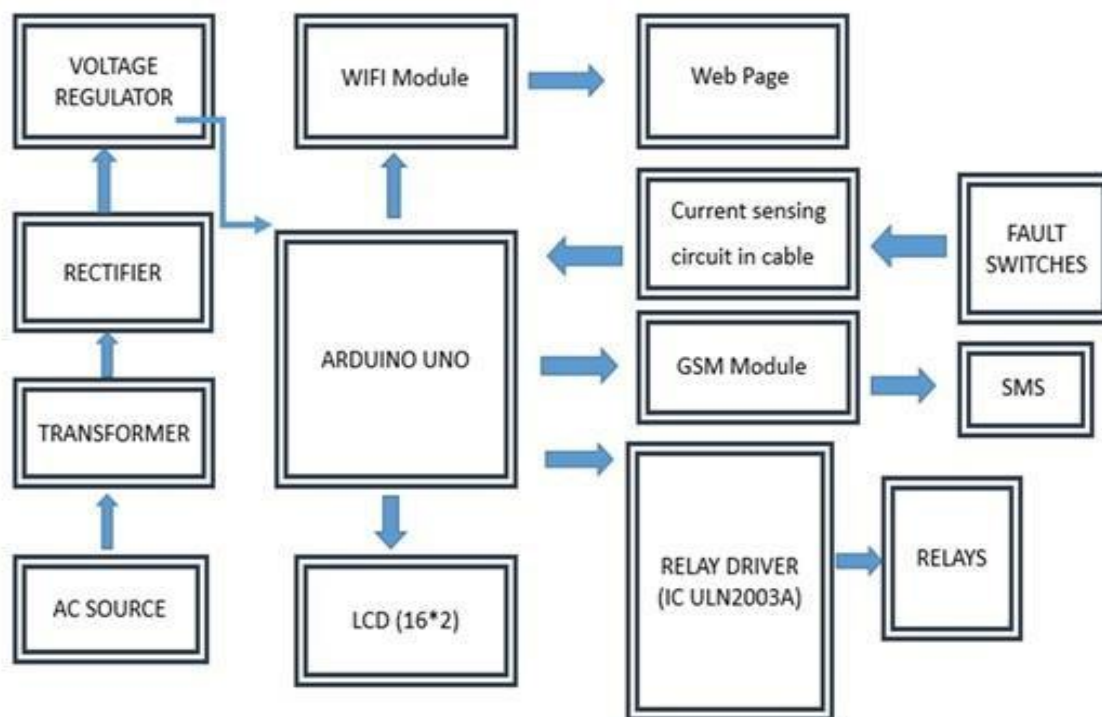 VOLTAGE
REGULATOR
WIFI Module
Web Page
RECTIFIER
Current sensing
circuit in cable
FAULT
SWITCHES
ARDUINO UNO
GSM Module
SMS
TRANSFORMER
AC SOURCE
LCD (16*2)
RELAY DRIVER
(IC ULN2003A)
RELAYS